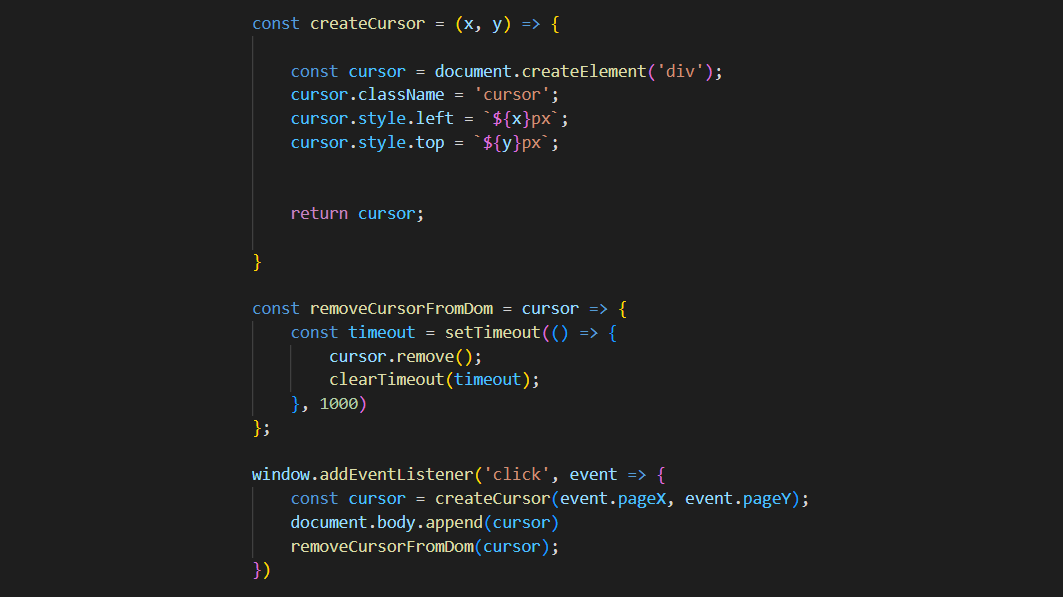 const createCursor = (x, y) => {
const cursor = document.createElement('div');
cursor.className = 'cursor';
cursor.style.left = `${x}px`;
cursor.style.top = `${y}px`;
return cursor;
}
const removeCursorFromDom = cursor => {
const timeout = setTimeout(() => {
cursor.remove();
clearTimeout(timeout);
}, 1000)
};
window.addEventListener('click', event => {
const cursor = createCursor(event.pageX, event.pageY);
document.body.append(cursor)
removeCursorFromDom(cursor);
})